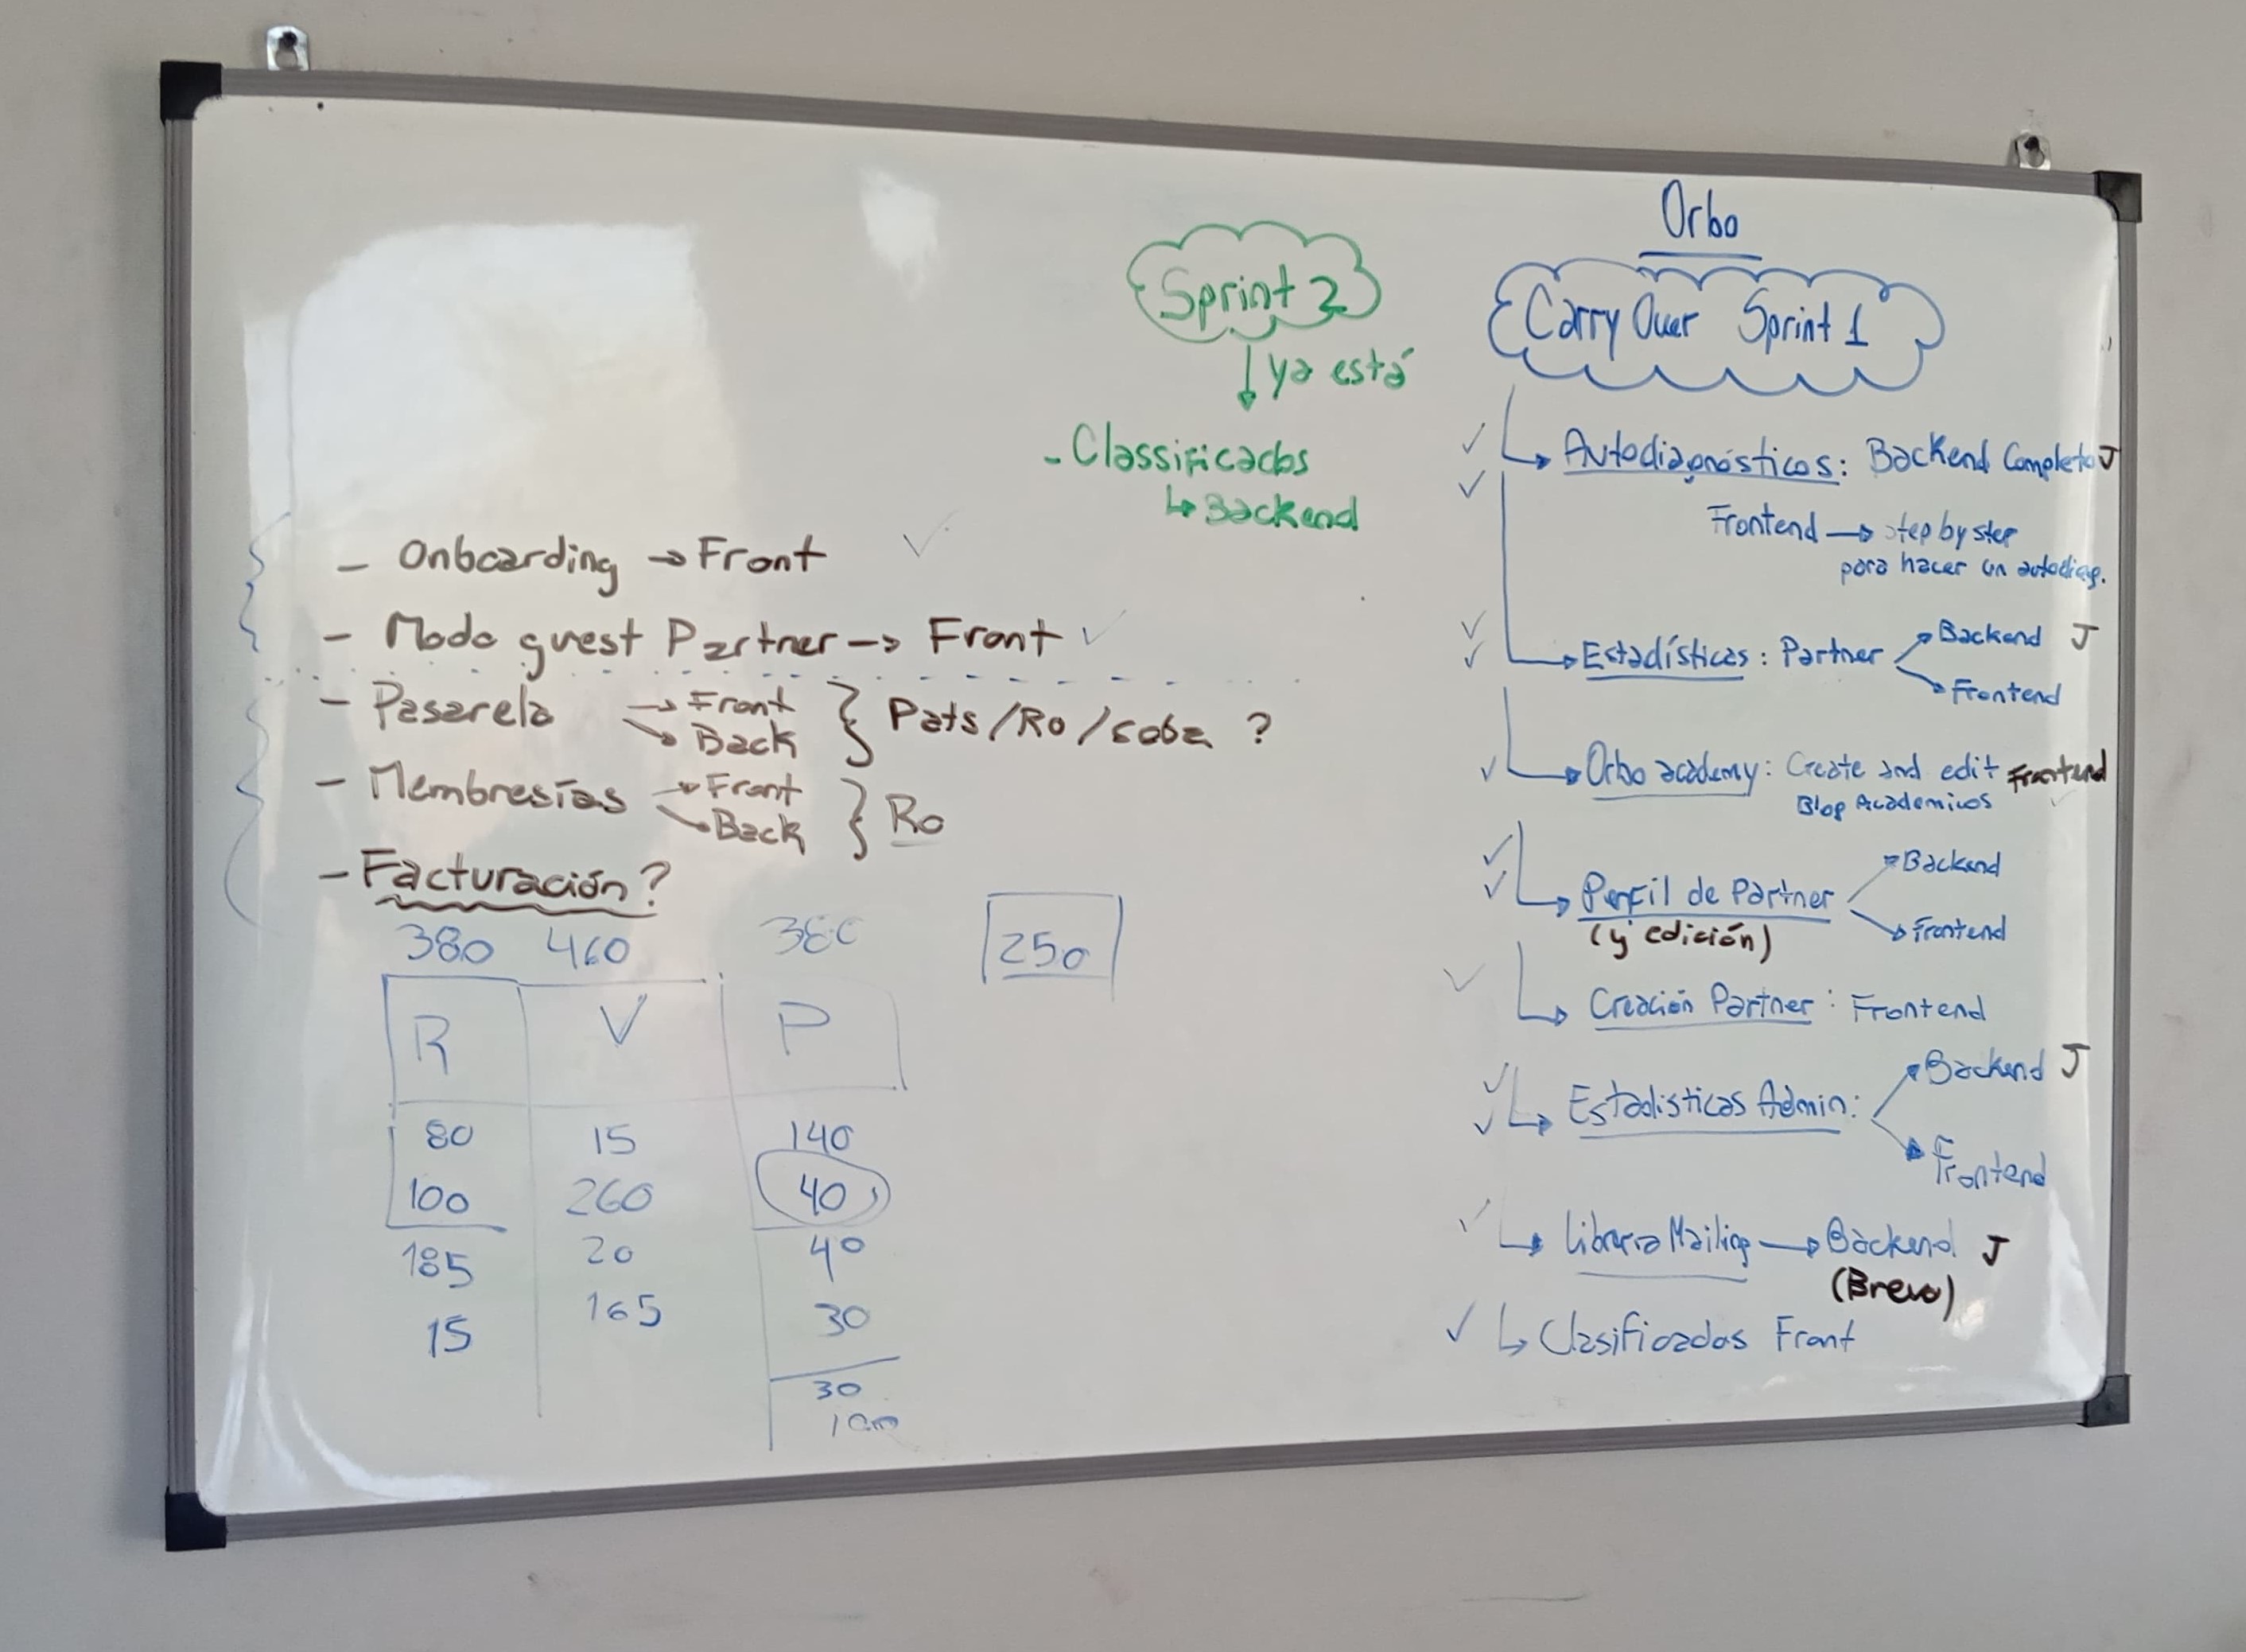 Orbo
Carry Over Sprint 1
Autodiagnósticos: Backend Completo J
Frontend → step by step
para hacer un autodiag.
Estadísticas: Partner
Backend J
Frontend
Orbo academy: Create and edit Frontend
Blog Academicos
Perfil de Partner
(y edición)
Backend
Frontend
Creación Partner: Frontend
Estadisticas Admin:
Backend J
Frontend
Libreria Mailing → Backend J
(Brevo)
Clasificados Front
Sprint 2
ya está
- Classificados
Backend
- Onboarding → Front
- Modo guest Partner → Front
- Pasarela
Front
Back
Pats/Ro/coba ?
- Membresías
Front
Back
Ro
- Facturación?
380 460 380
250
R V P
80 15 140
100 260 40
185 20 40
15 165 30
30